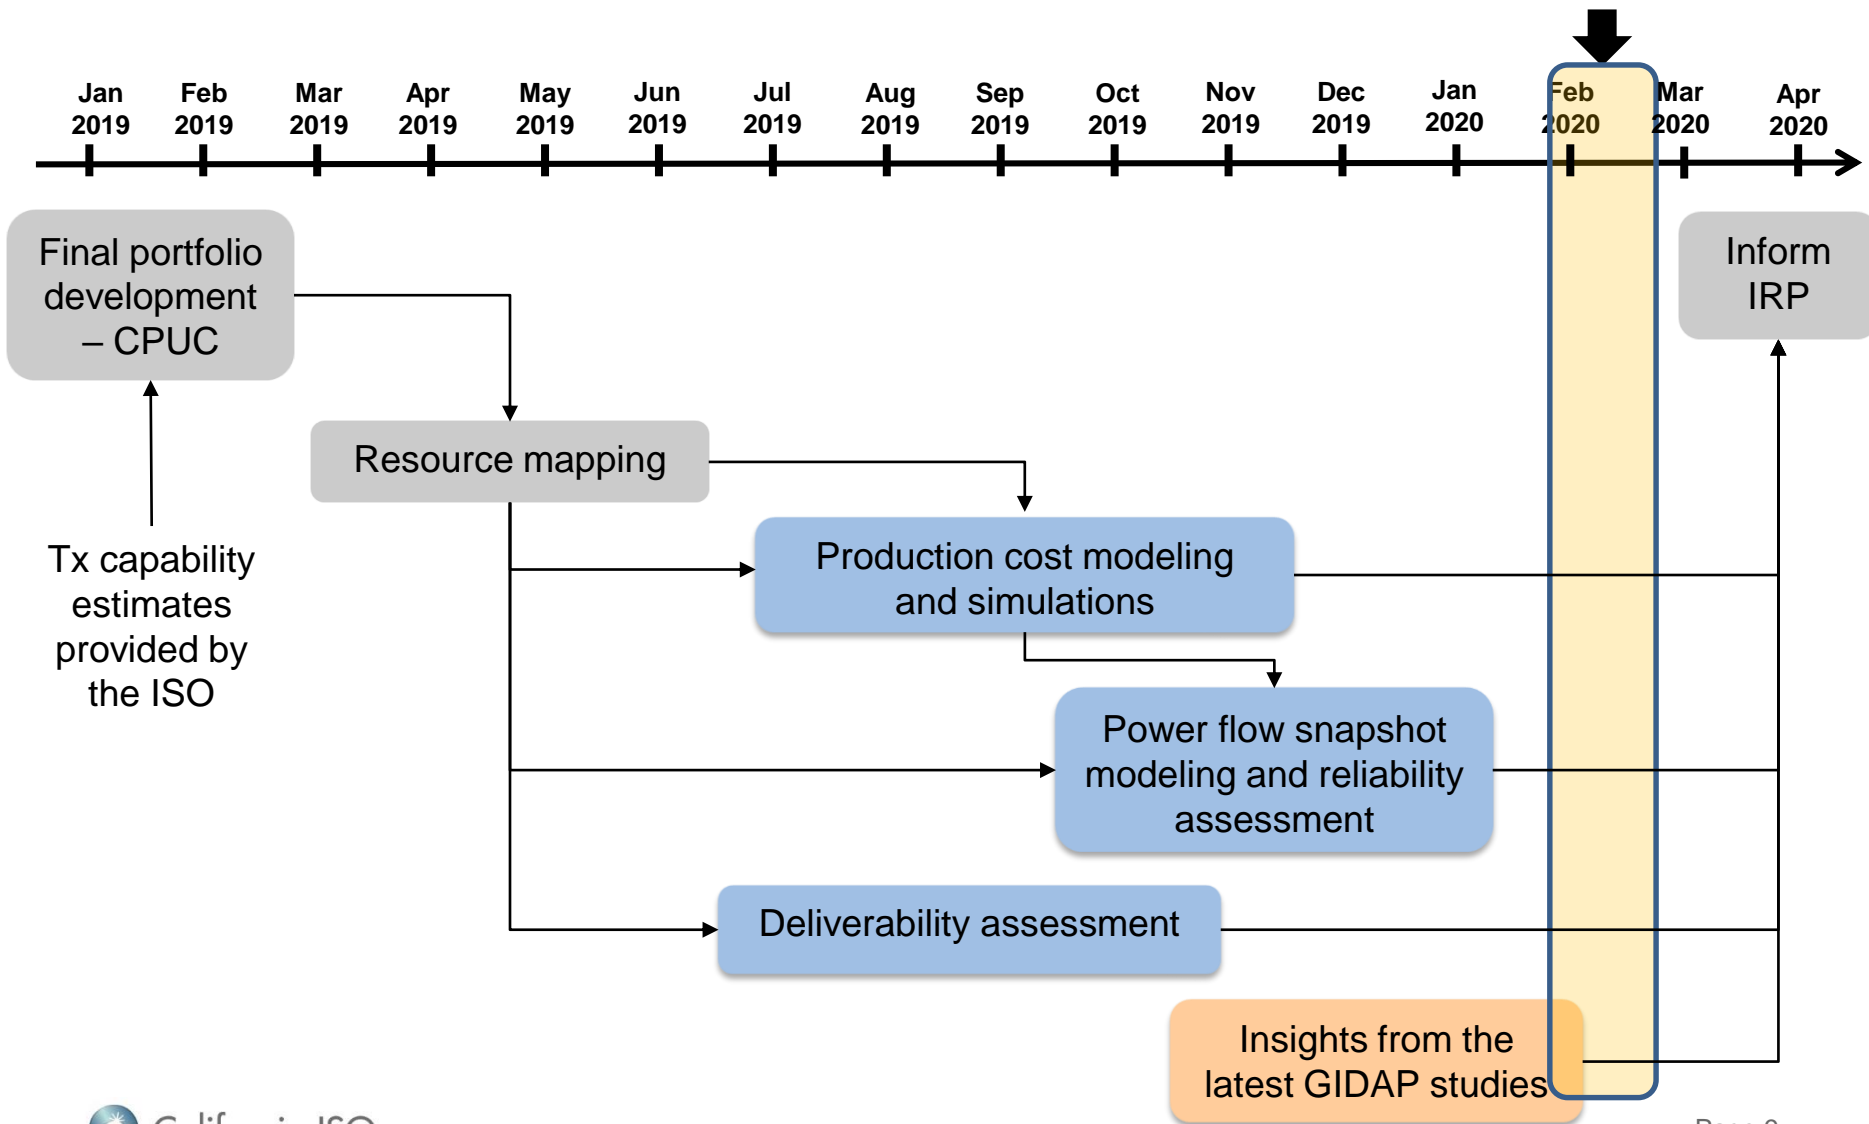 Jan Feb Mar Apr May Jun Jul Aug Sep Oct Nov Dec Jan Feb Mar Apr
2019 2019 2019 2019 2019 2019 2019 2019 2019 2019 2019 2019 2020 2020 2020 2020
Final portfolio
development
– CPUC
Inform
IRP
Resource mapping
Production cost modeling
and simulations
Tx capability
estimates
provided by
the ISO
Power flow snapshot
modeling and reliability
assessment
Deliverability assessment
Insights from the
latest GIDAP studies
California ISO
Page